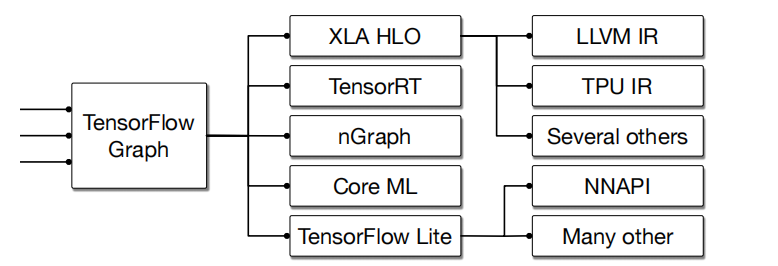 TensorFlow
Graph
XLA HLO
TensorRT
nGraph
Core ML
TensorFlow Lite
LLVM IR
TPU IR
Several others
NNAPI
Many other